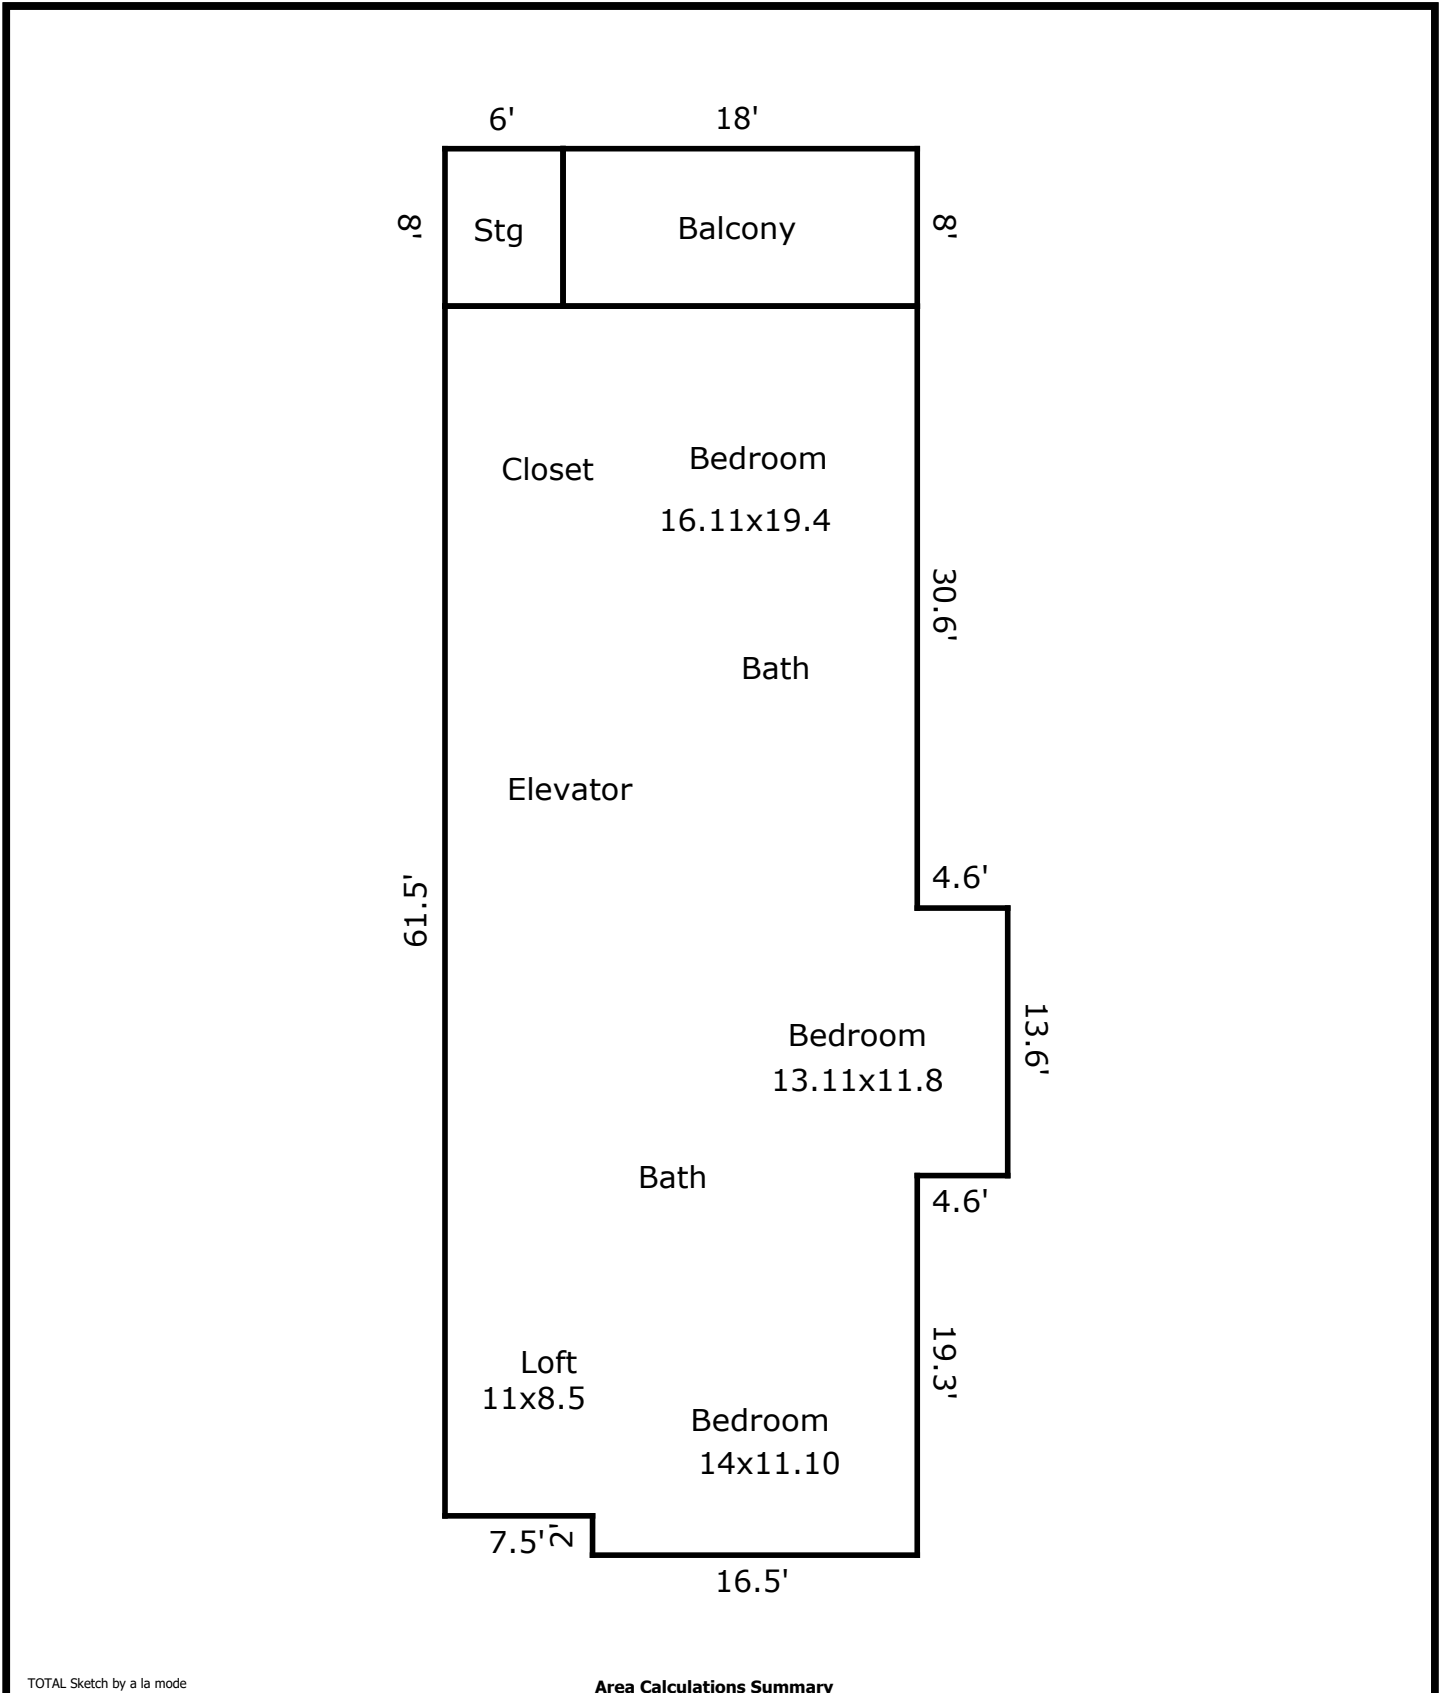 6'
18'
8'
Stg
Balcony
8'
Closet
Bedroom
16.11x19.4
30.6'
Bath
Elevator
4.6'
61.5'
13.6'
Bedroom
13.11x11.8
Bath
4.6'
19.3'
Loft
11x8.5
Bedroom
14x11.10
7.5'
2'
16.5'
TOTAL Sketch by a la mode
Area Calculations Summary